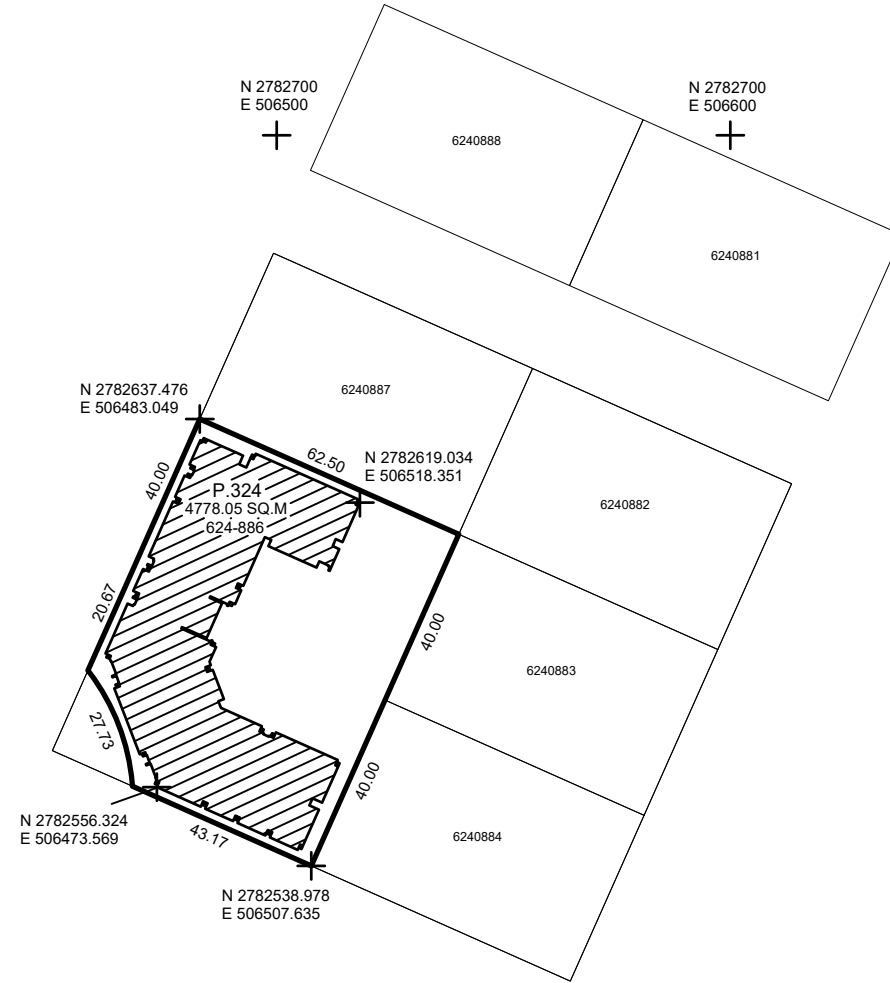 N 2782700
E 506500
N 2782700
E 506600
6240888
6240881
6240887
N 2782637.476
E 506483.049
62.50
N 2782619.034
E 506518.351
40.00
P.324
4778.05 SQ.M
624-886
6240882
20.67
40.00
6240883
27.73
40.00
N 2782556.324
E 506473.569
43.17
6240884
N 2782538.978
E 506507.635